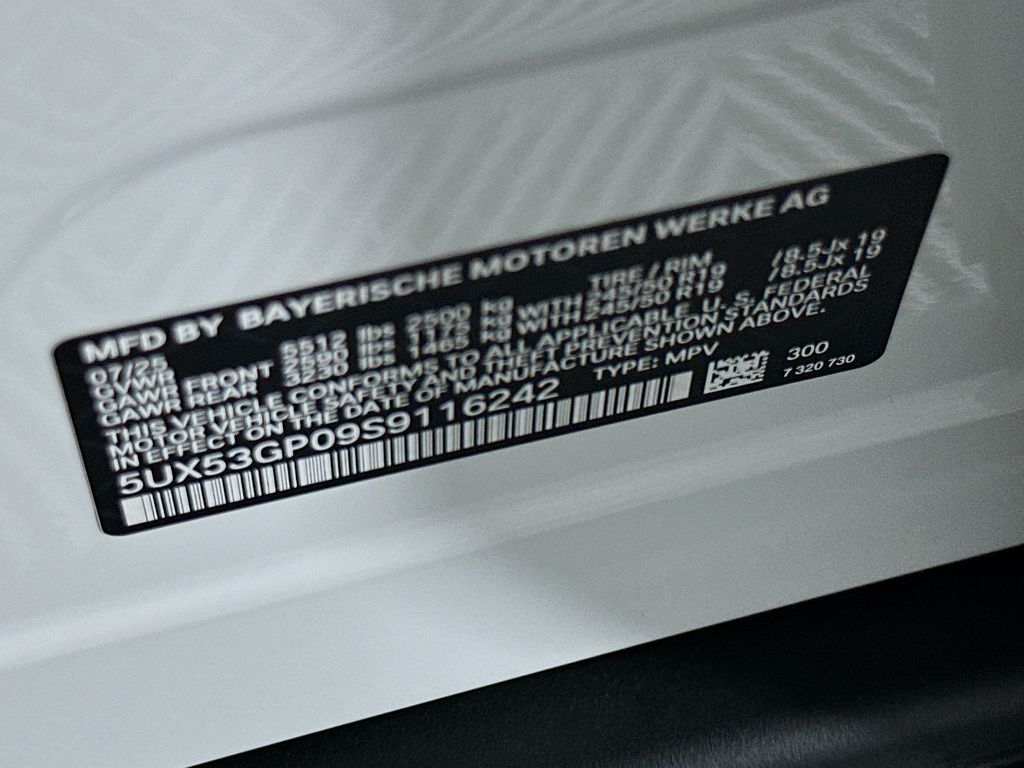 MFD BY BAYERISCHE MOTOREN WERKE AG
07/25 TIRE / RIM
GVWR 5512 lbs 2500 kg
GAWR FRONT 2590 lbs 1175 kg WITH 245/50 R19 /8.5Jx 19
GAWR REAR 3230 lbs 1465 kg WITH 245/50 R19 /8.5Jx 19
THIS VEHICLE CONFORMS TO ALL APPLICABLE U. S. FEDERAL
MOTOR VEHICLE SAFETY AND THEFT PREVENTION STANDARDS
IN EFFECT ON THE DATE OF MANUFACTURE SHOWN ABOVE.
5UX53GP09S9116242 TYPE: MPV 300
7 320 730